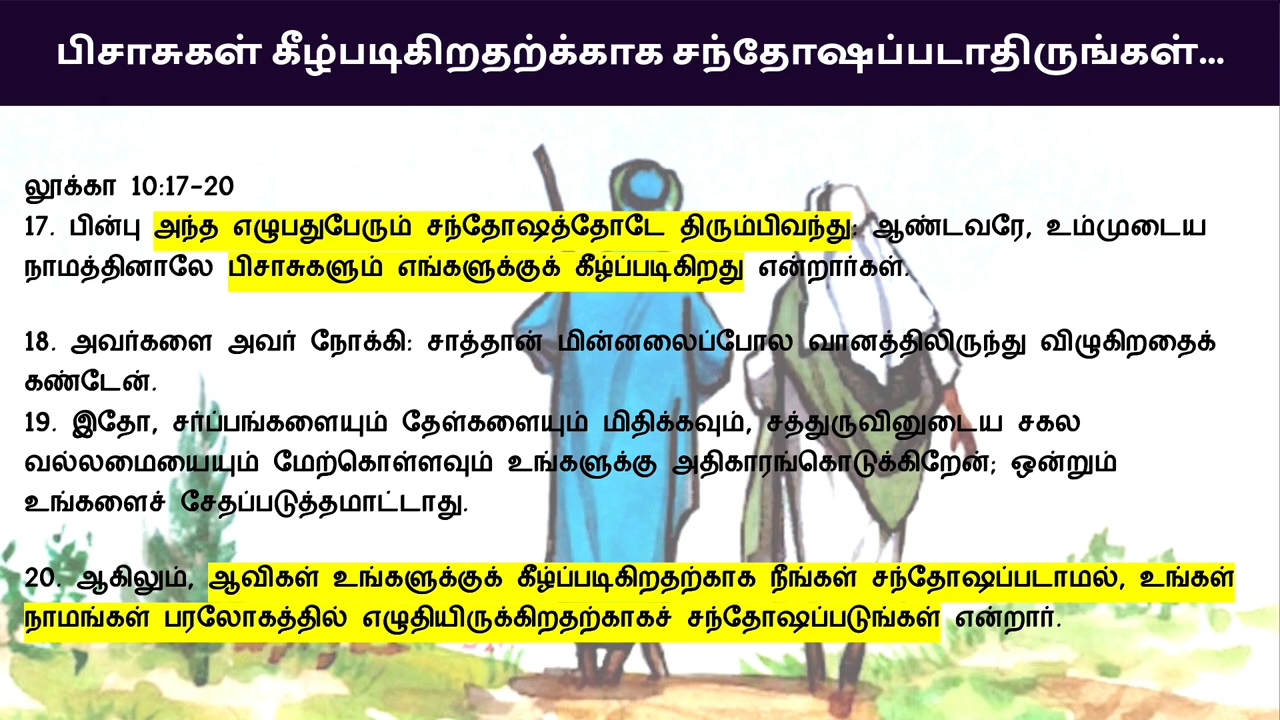 பிசாசுகள் கீழ்படிகிறதற்க்காக சந்தோஷப்படாதிருங்கள்...
லூக்கா 10:17-20
17. பின்பு அந்த எழுபதுபேரும் சந்தோஷத்தோடே திரும்பிவந்து: ஆண்டவரே, உம்முடைய
நாமத்தினாலே பிசாசுகளும் எங்களுக்குக் கீழ்ப்படிகிறது என்றார்கள்.
18. அவர்களை அவர் நோக்கி: சாத்தான் மின்னலைப்போல வானத்திலிருந்து விழுகிறதைக்
கண்டேன்.
19. இதோ, சர்ப்பங்களையும் தேள்களையும் மிதிக்கவும், சத்துருவினுடைய சகல
வல்லமையையும் மேற்கொள்ளவும் உங்களுக்கு அதிகாரங்கொடுக்கிறேன்; ஒன்றும்
உங்களைச் சேதப்படுத்தமாட்டாது.
20. ஆகிலும், ஆவிகள் உங்களுக்குக் கீழ்ப்படிகிறதற்காக நீங்கள் சந்தோஷப்படாமல், உங்கள்
நாமங்கள் பரலோகத்தில் எழுதியிருக்கிறதற்காகச் சந்தோஷப்படுங்கள் என்றார்.